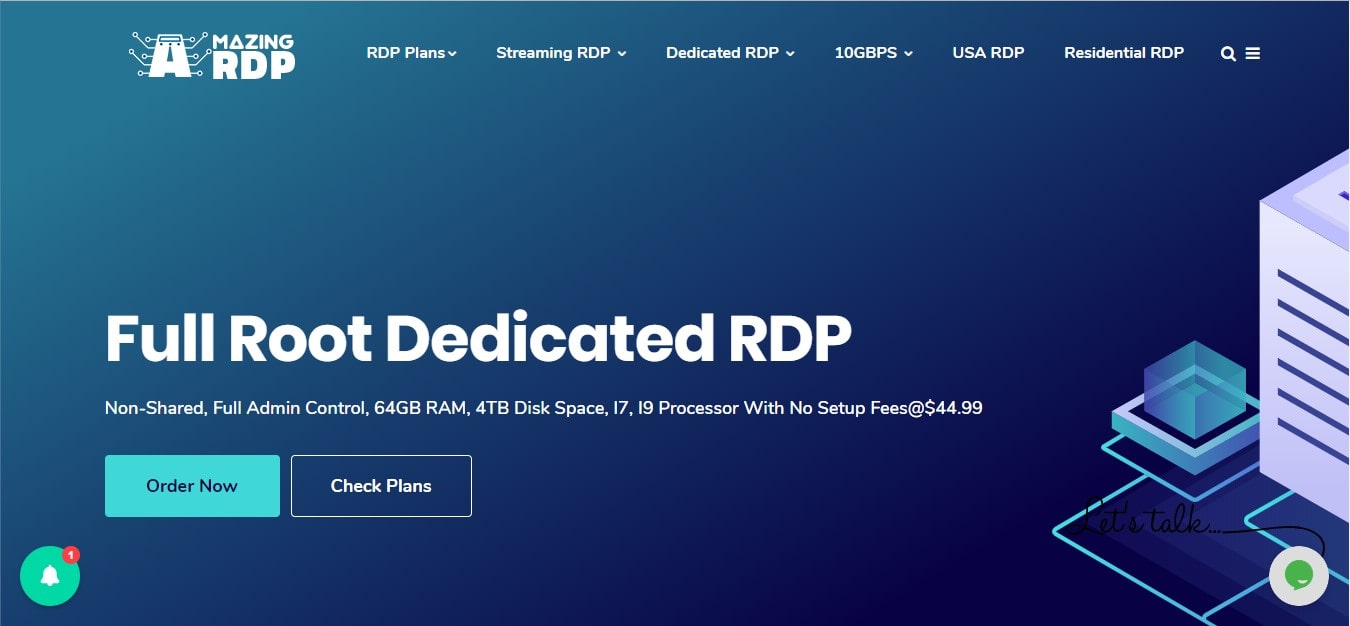 AMAZING
RDP
RDP Plans
Streaming RDP
Dedicated RDP
10GBPS
USA RDP
Residential RDP
Full Root Dedicated RDP
Non-Shared, Full Admin Control, 64GB RAM, 4TB Disk Space, I7, I9 Processor With No Setup Fees@$44.99
Order Now
Check Plans
Let's talk...
1